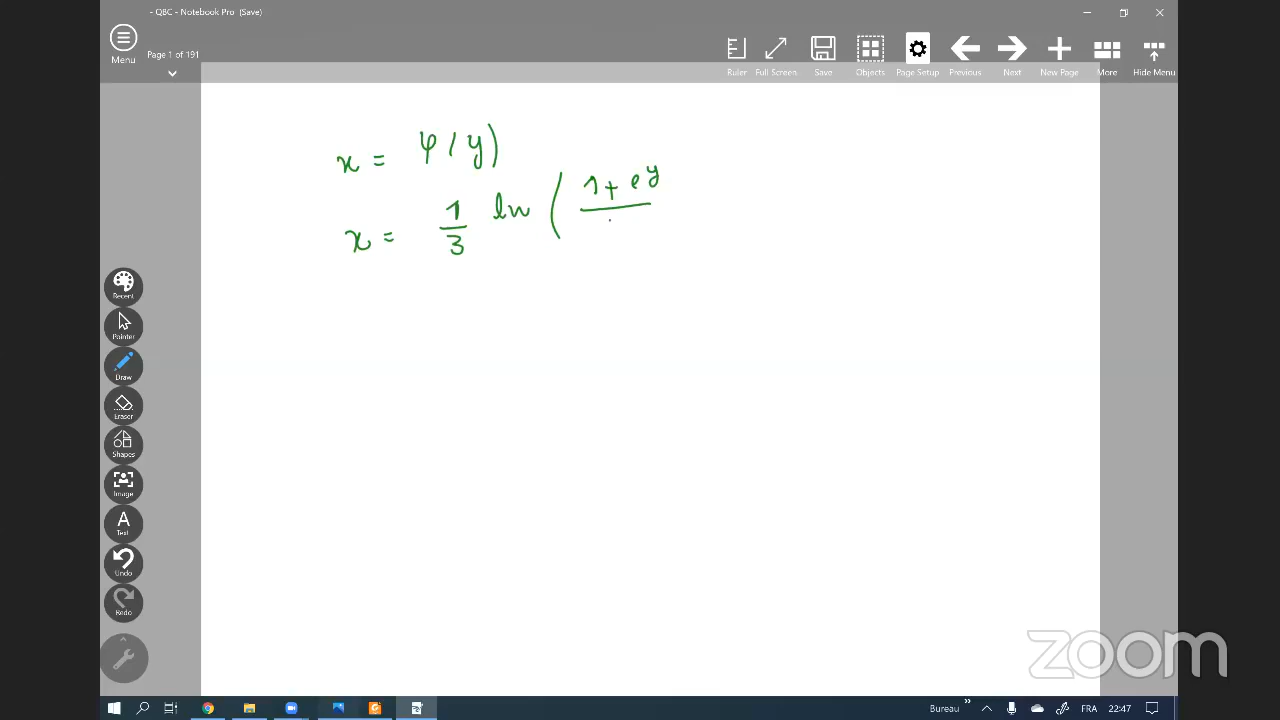 - QBC - Notebook Pro (Save)
Menu
Page 1 of 191
Ruler Full Screen Save Objects Page Setup Previous Next New Page More Hide Menu
x = φ(y)
x = 1/3 ln ( 1 + e^y
Recent
Pointer
Draw
Eraser
Shapes
Image
A
Text
Undo
Redo
zoom
Bureau » FRA 22:47